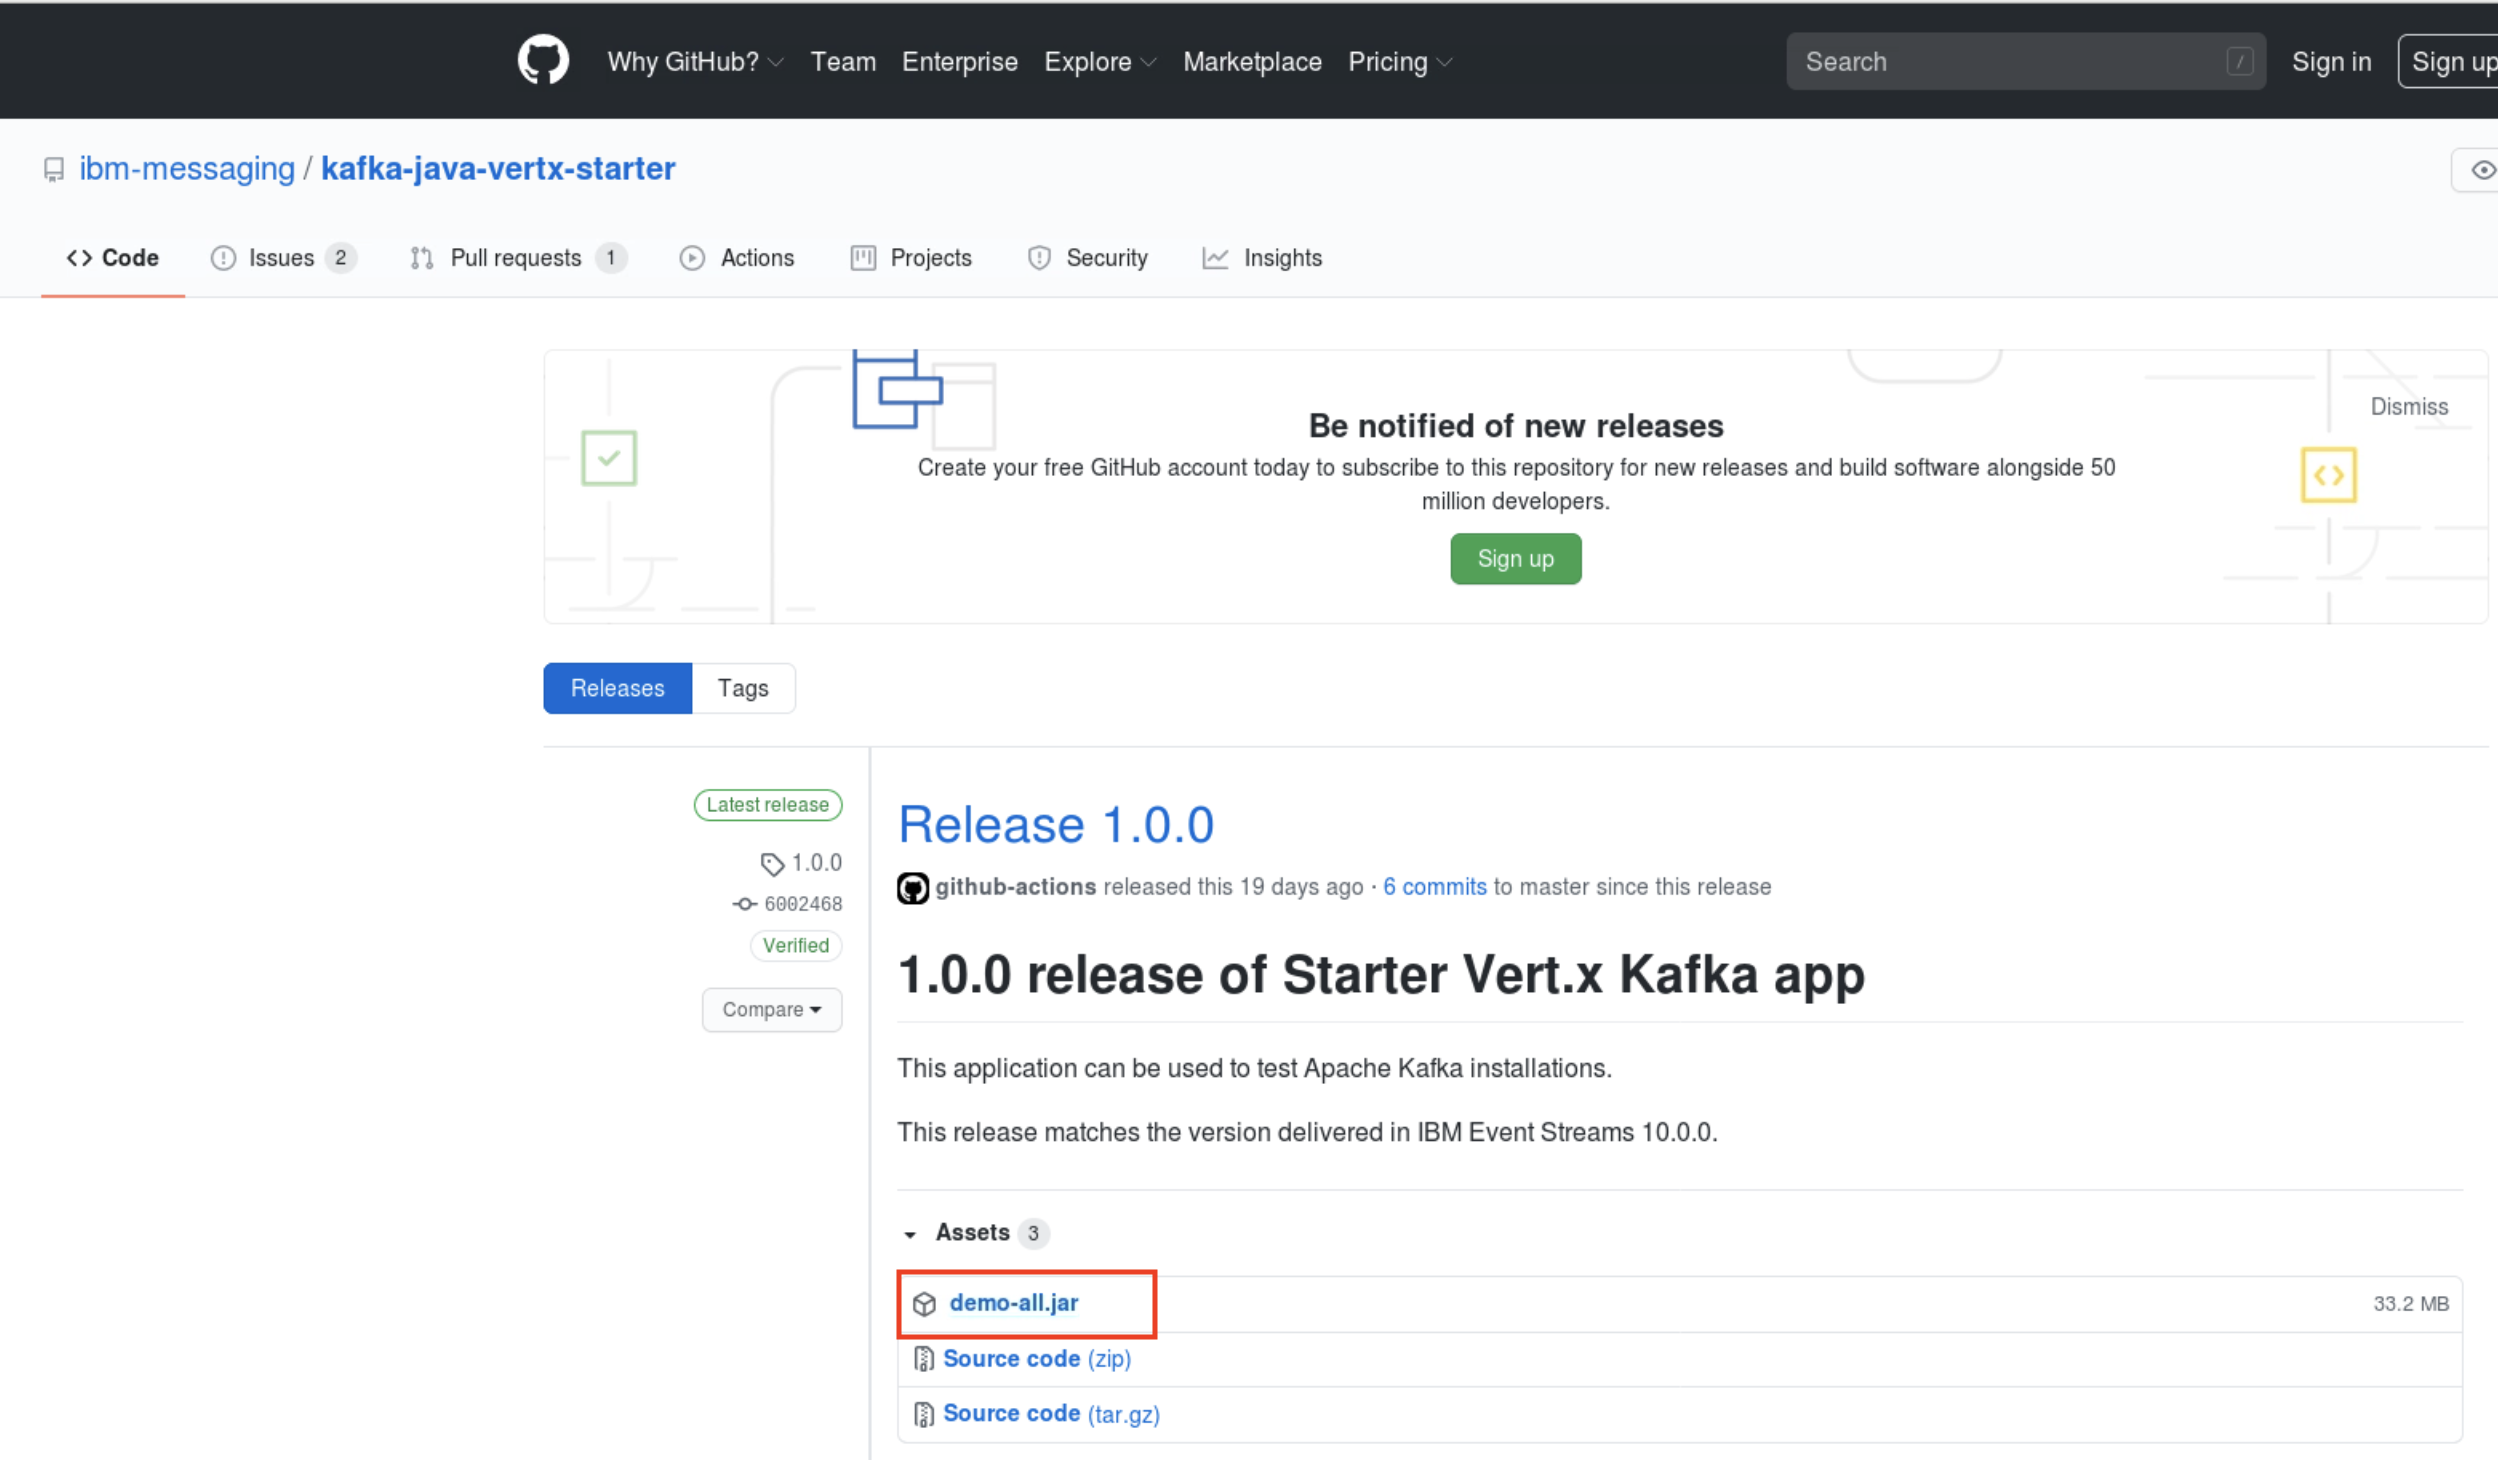 Why GitHub? Team Enterprise Explore Marketplace Pricing Search / Sign in Sign up
ibm-messaging / kafka-java-vertx-starter
Code Issues 2 Pull requests 1 Actions Projects Security Insights
Dismiss
Be notified of new releases
Create your free GitHub account today to subscribe to this repository for new releases and build software alongside 50
million developers.
Sign up
Releases Tags
Latest release
1.0.0
6002468
Verified
Compare
Release 1.0.0
github-actions released this 19 days ago · 6 commits to master since this release
1.0.0 release of Starter Vert.x Kafka app
This application can be used to test Apache Kafka installations.
This release matches the version delivered in IBM Event Streams 10.0.0.
Assets 3
demo-all.jar 33.2 MB
Source code (zip)
Source code (tar.gz)